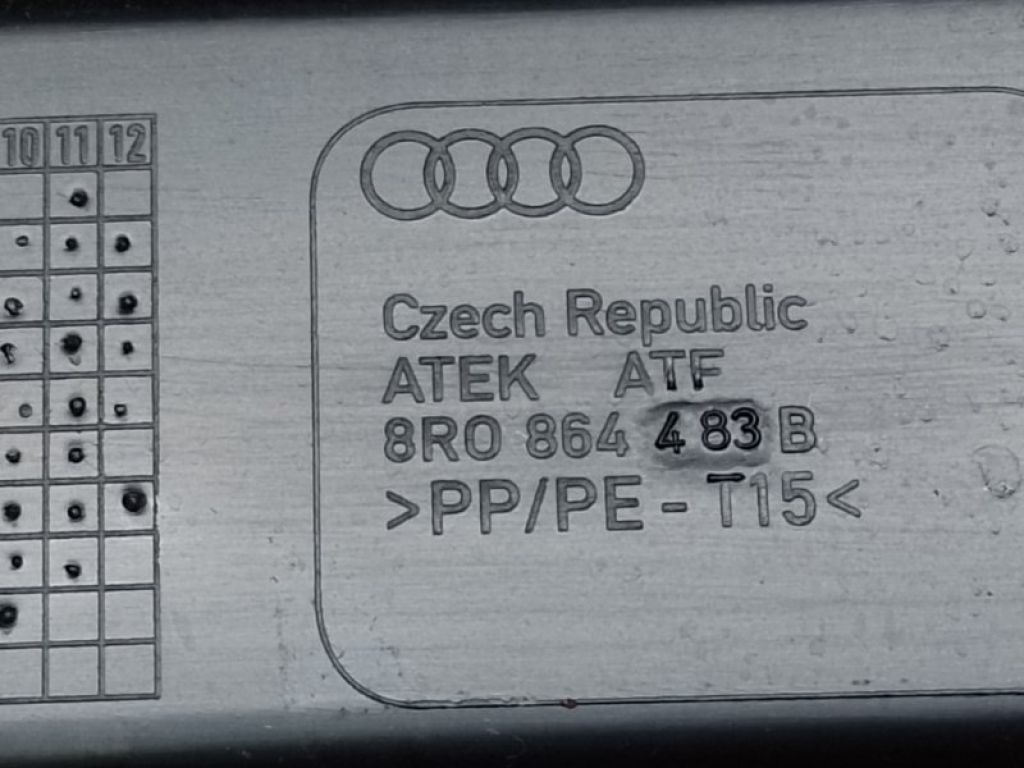 10 11 12
Czech Republic
ATEK ATF
8R0 864 483 B
>PP/PE-T15<